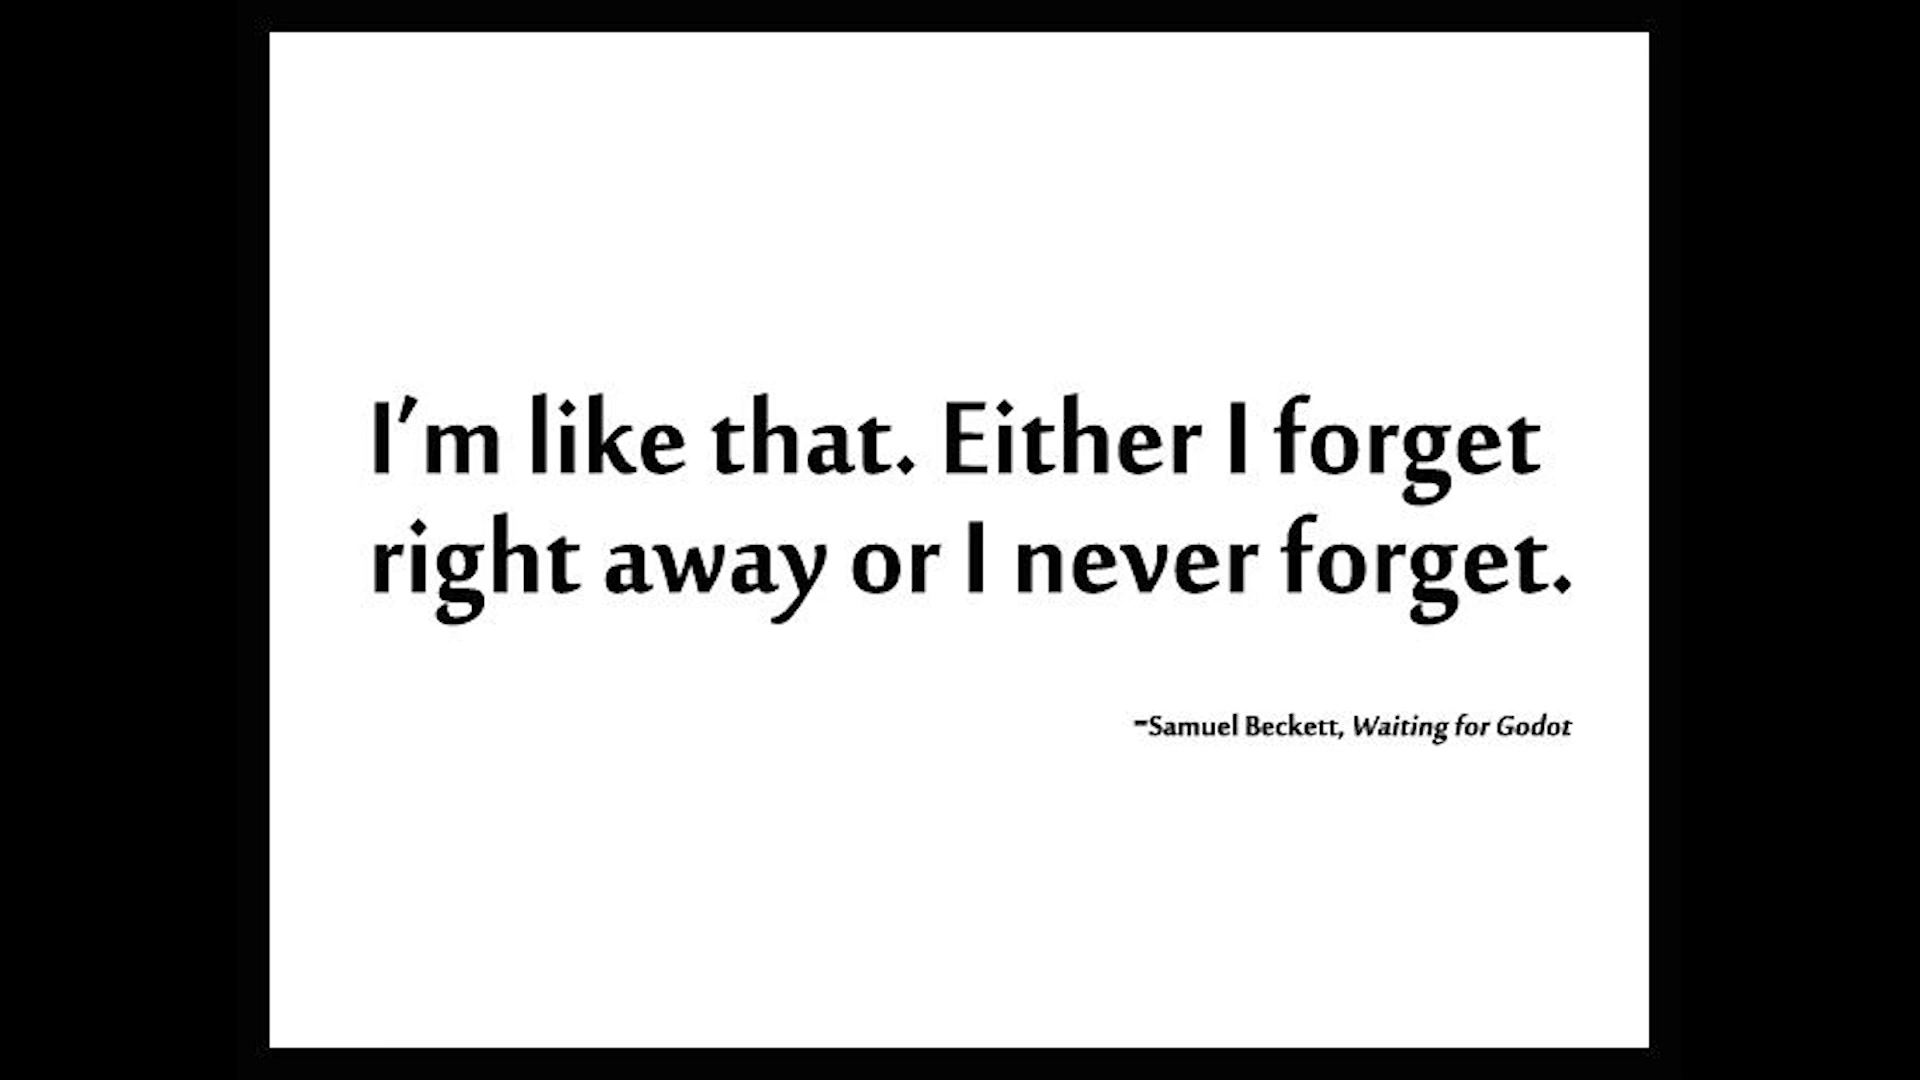 I'm like that. Either I forget
right away or I never forget.
-Samuel Beckett, Waiting for Godot